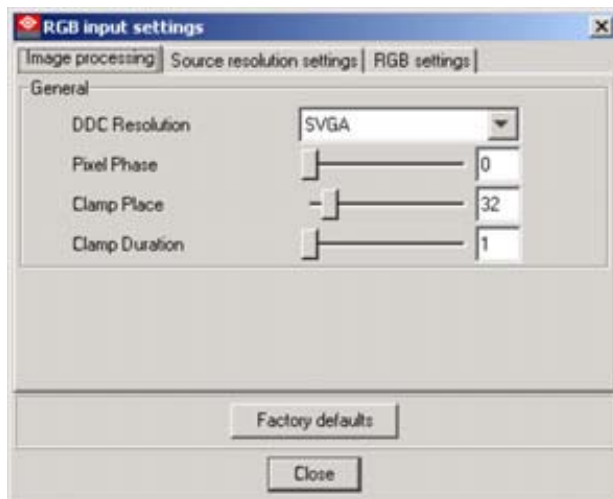 RGB input settings
Image processing Source resolution settings RGB settings
General
DDC Resolution SVGA
Pixel Phase 0
Clamp Place 32
Clamp Duration 1
Factory defaults
Close